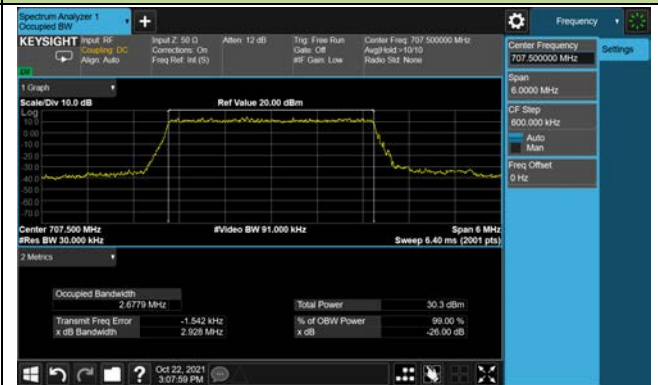 Spectrum Analyzer 1
Occupied BW
Frequency
KEYSIGHT
Input: RF
Coupling: DC
Align: Auto
Input Z: 50 Ω
Corrections: On
Freq Ref: Int (S)
Atten: 12 dB
Trig: Free Run
Gate: Off
#IF Gain: Low
Center Freq: 707.500000 MHz
Avg|Hold:>10/10
Radio Std: None
Center Frequency
707.500000 MHz
Settings
Span
6.0000 MHz
CF Step
600.000 kHz
Auto
Man
Freq Offset
0 Hz
1 Graph
Scale/Div 10.0 dB
Ref Value 20.00 dBm
Log
10.0
0.00
-10.0
-20.0
-30.0
-40.0
-50.0
-60.0
-70.0
Center 707.500 MHz
#Video BW 91.000 kHz
Span 6 MHz
#Res BW 30.000 kHz
Sweep 6.40 ms (2001 pts)
2 Metrics
Occupied Bandwidth
2.6779 MHz
Total Power
30.3 dBm
Transmit Freq Error
-1.542 kHz
% of OBW Power
99.00 %
x dB Bandwidth
2.928 MHz
x dB
-26.00 dB
Oct 22, 2021
3:07:59 PM